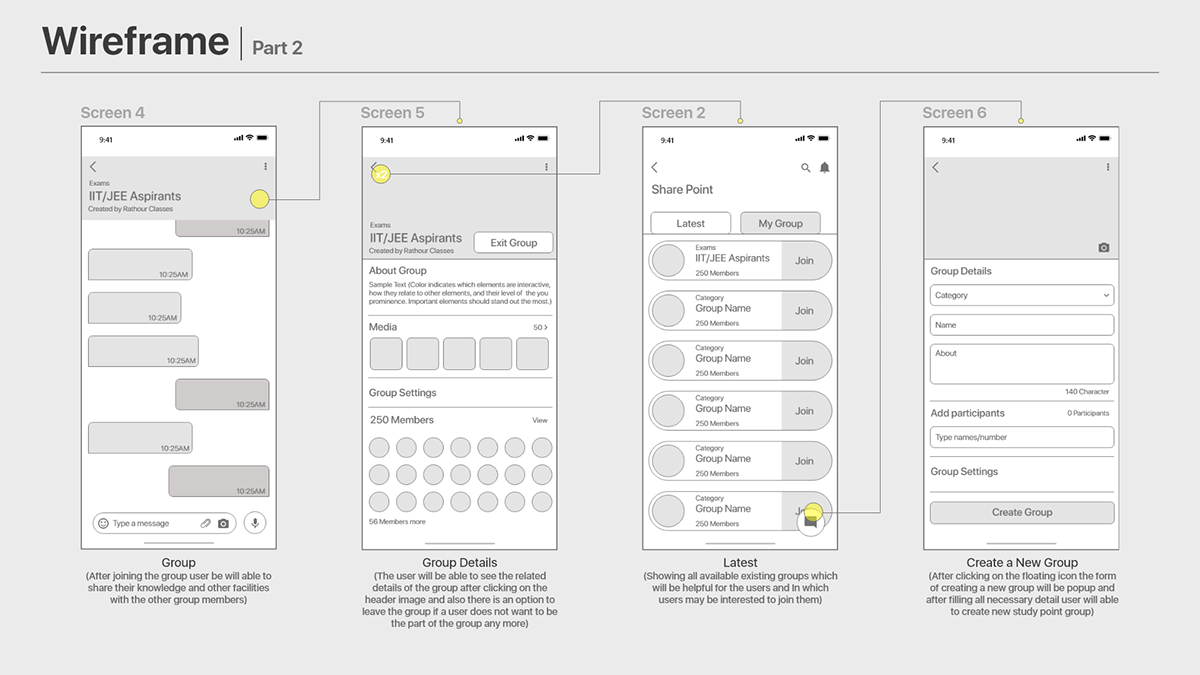 Wireframe | Part 2
Screen 4
9:41
Exams
IIT/JEE Aspirants
Created by Rathour Classes
10:25AM
10:25AM
10:25AM
10:25AM
10:25AM
10:25AM
10:25AM
Type a message
Group
(After joining the group user be will able to
share their knowledge and other facilities
with the other group members)
Screen 5
9:41
x2
Exams
IIT/JEE Aspirants
Created by Rathour Classes
Exit Group
About Group
Sample Text (Color indicates which elements are interactive,
how they relate to other elements, and their level of the you
prominence. Important elements should stand out the most.)
Media
50 >
Group Settings
250 Members
View
56 Members more
Group Details
(The user will be able to see the related
details of the group after clicking on the
header image and also there is an option to
leave the group if a user does not want to be
the part of the group any more)
Screen 2
9:41
Share Point
Latest
My Group
Exams
IIT/JEE Aspirants
250 Members
Join
Category
Group Name
250 Members
Join
Category
Group Name
250 Members
Join
Category
Group Name
250 Members
Join
Category
Group Name
250 Members
Join
Category
Group Name
250 Members
Latest
(Showing all available existing groups which
will be helpful for the users and In which
users may be interested to join them)
Screen 6
9:41
Group Details
Category
Name
About
140 Character
Add participants
0 Participants
Type names/number
Group Settings
Create Group
Create a New Group
(After clicking on the floating icon the form
of creating a new group will be popup and
after filling all necessary detail user will able
to create new study point group)